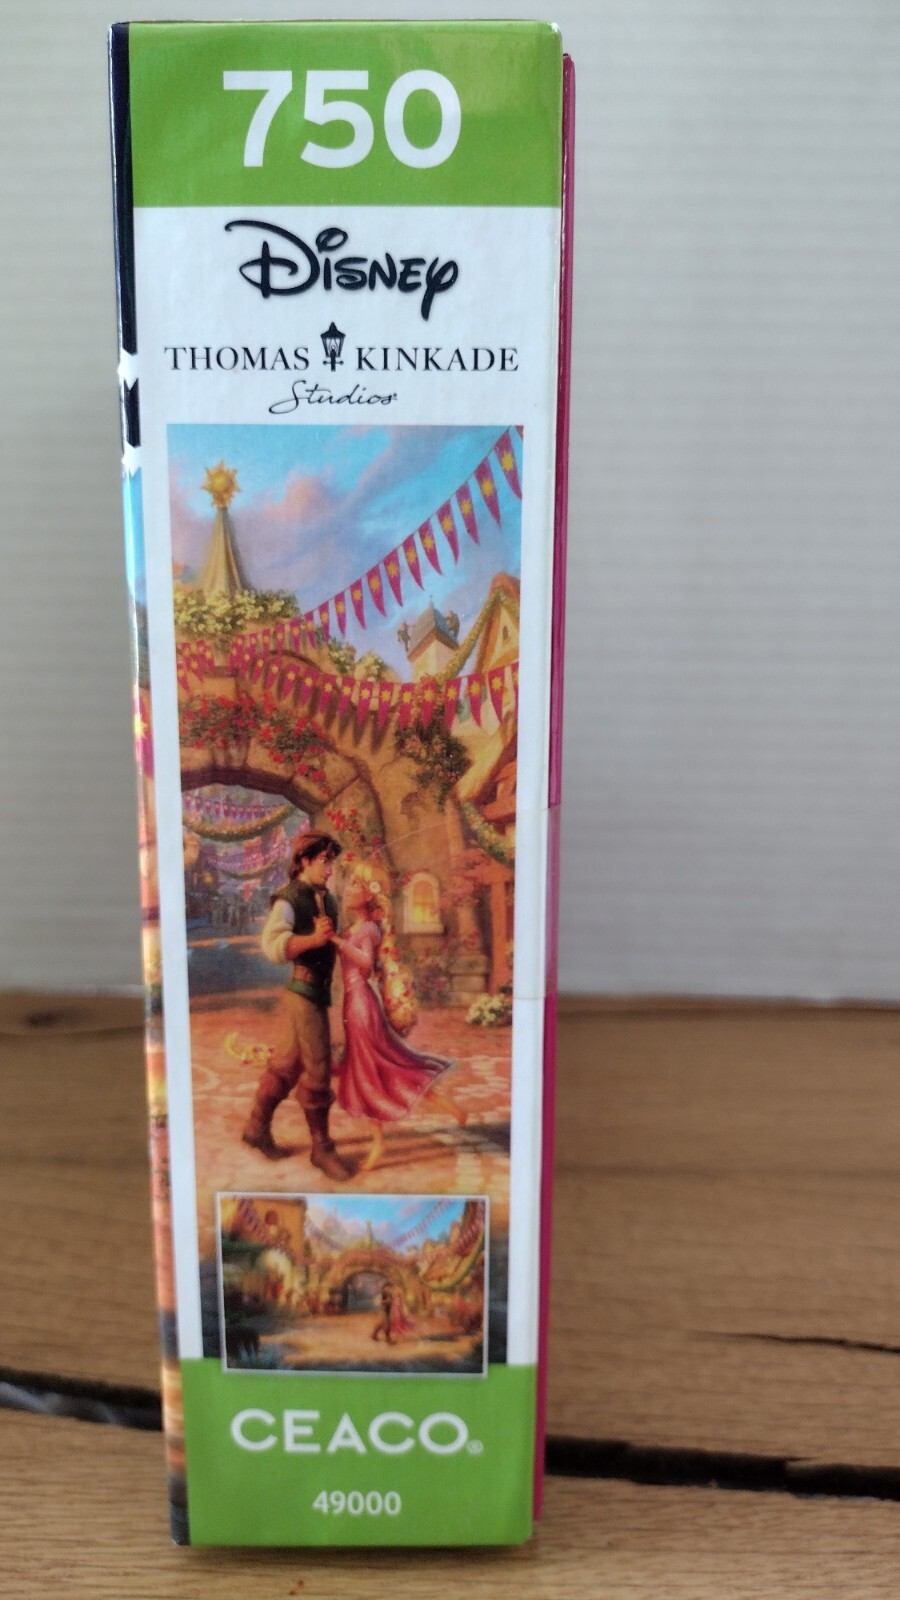 750
Disney
THOMAS KINKADE
Studios
CEACO®
49000